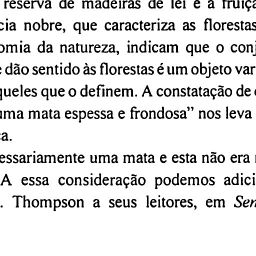 reserva de madeiras de lei e a fruiç
cia nobre, que caracteriza as florestas
omia da natureza, indicam que o conj
e dão sentido às florestas é um objeto var
queles que o definem. A constatação de
uma mata espessa e frondosa” nos leva
a.
essariamente uma mata e esta não era
A essa consideração podemos adici
. Thompson a seus leitores, em Sen